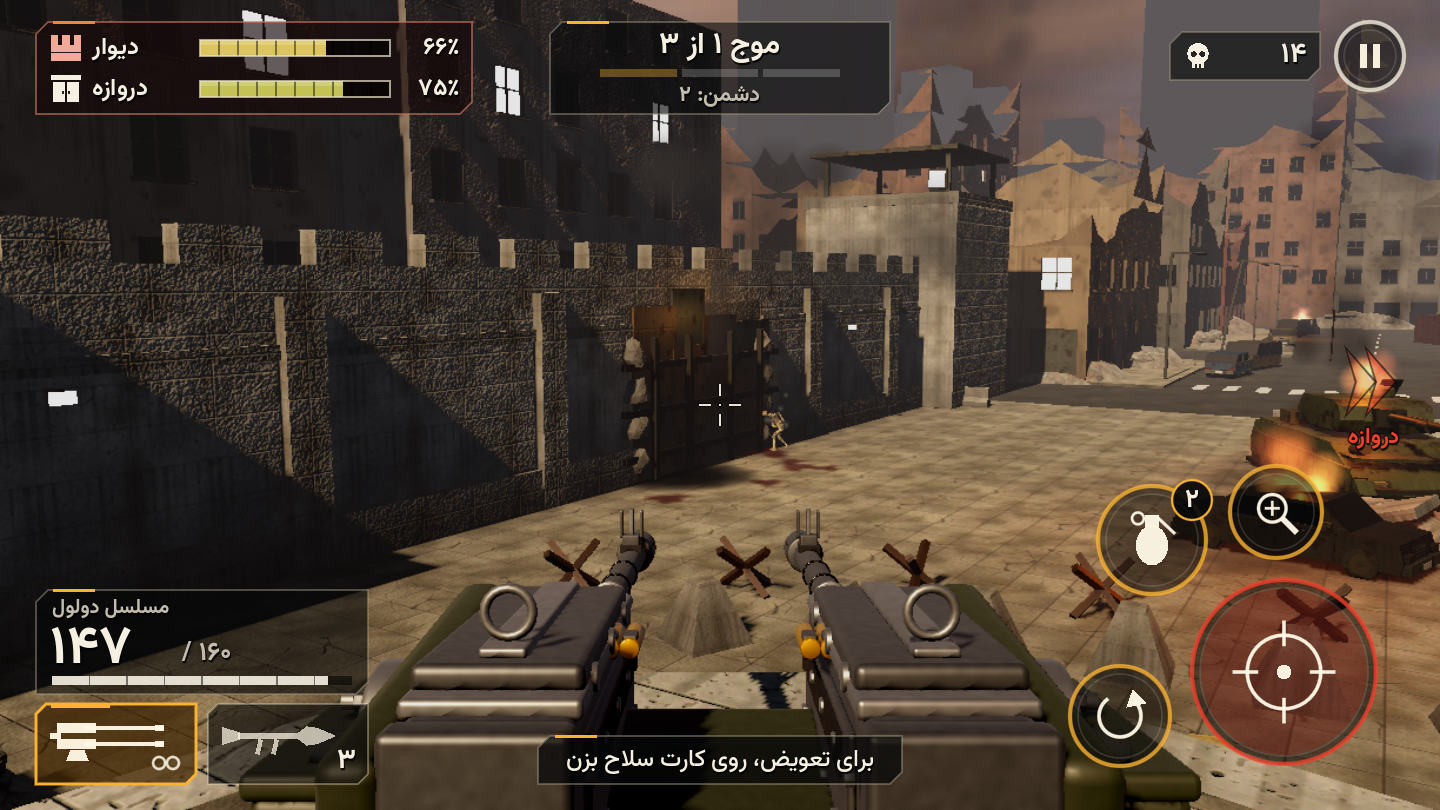 دیوار ۶۶٪
دروازه ۷۵٪
موج ۱ از ۳
دشمن: ۲
۱۴
دروازه
۲
مسلسل دولول
۱۴۷ / ۱۶۰
∞
۳
برای تعویض، روی کارت سلاح بزن